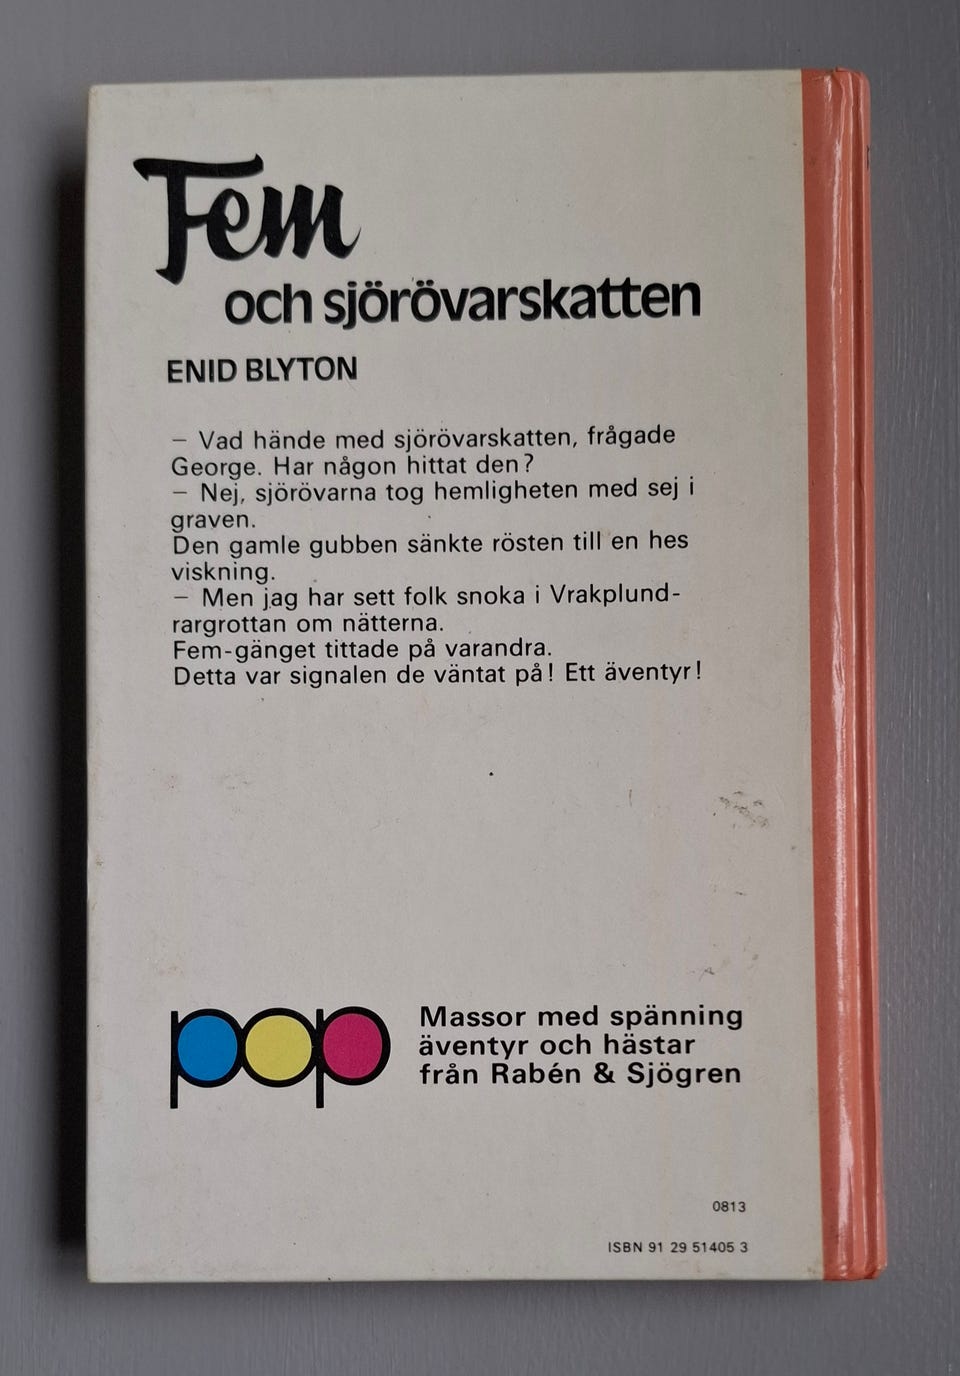 Fem
och sjörövarskatten
ENID BLYTON
– Vad hände med sjörövarskatten, frågade
George. Har någon hittat den?
– Nej, sjörövarna tog hemligheten med sej i
graven.
Den gamle gubben sänkte rösten till en hes
viskning.
– Men jag har sett folk snoka i Vrakplund-
rargrottan om nätterna.
Fem-gänget tittade på varandra.
Detta var signalen de väntat på! Ett äventyr!
pop
Massor med spänning
äventyr och hästar
från Rabén & Sjögren
0813
ISBN 91 29 51405 3